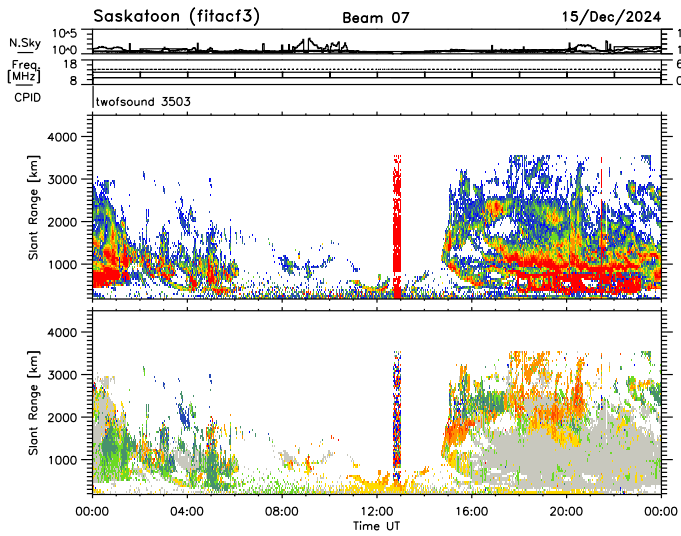 Saskatoon (fitacf3) Beam 07 15/Dec/2024
N.Sky 10^5 10^0
Freq. [MHz] 18 8 6 0
CPID twofsound 3503
4000
3000
2000
1000
Slant Range [km]
4000
3000
2000
1000
Slant Range [km]
00:00 04:00 08:00 12:00 16:00 20:00 00:00
Time UT